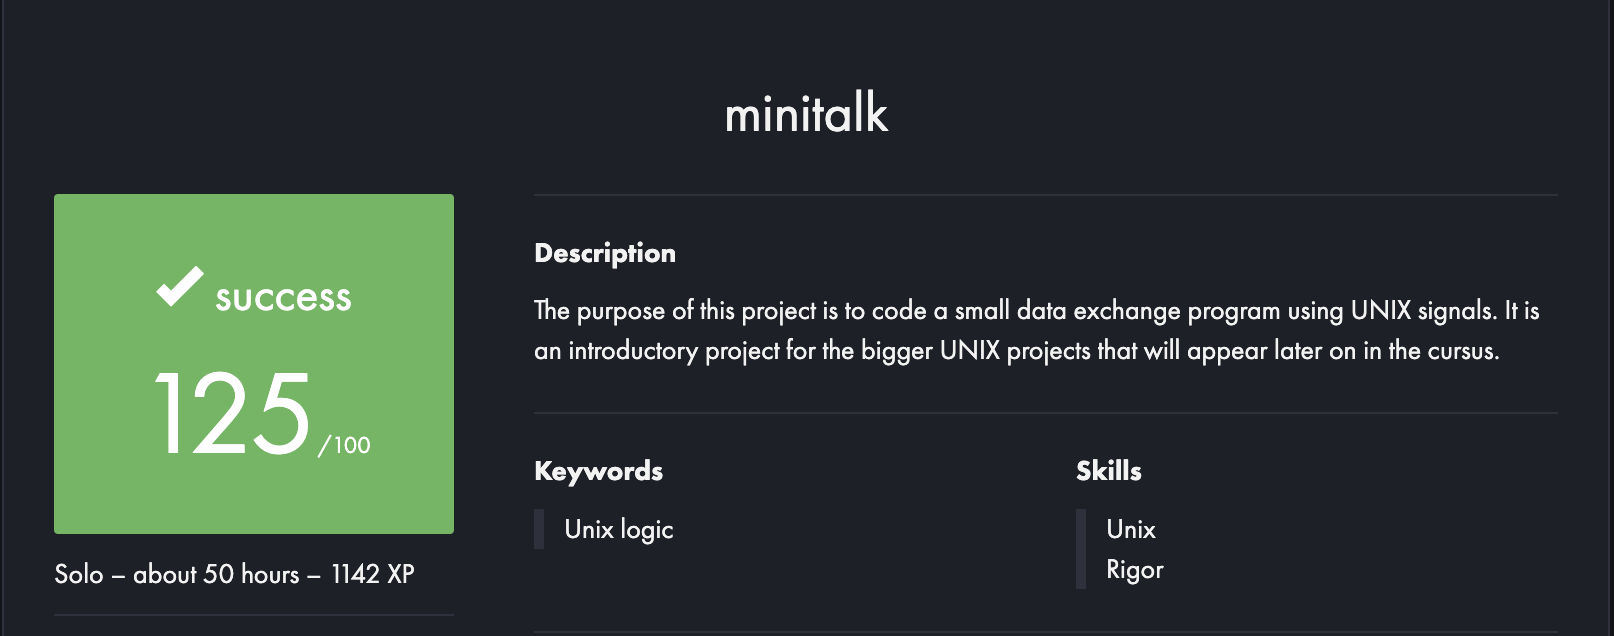 minitalk
success
125/100
Solo – about 50 hours – 1142 XP
Description
The purpose of this project is to code a small data exchange program using UNIX signals. It is
an introductory project for the bigger UNIX projects that will appear later on in the cursus.
Keywords
Unix logic
Skills
Unix
Rigor